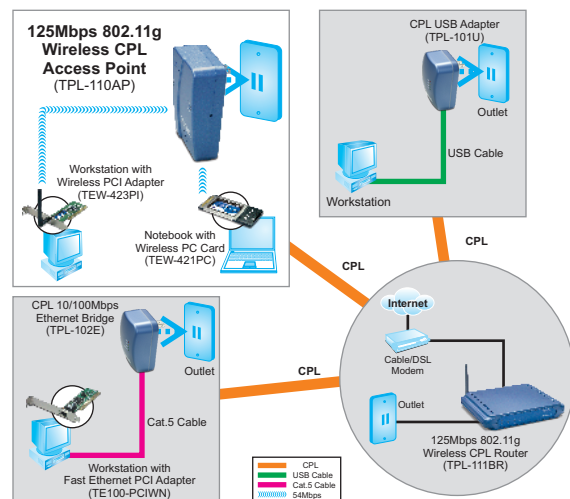 125Mbps 802.11g
Wireless CPL
Access Point
(TPL-110AP)
Workstation with
Wireless PCI Adapter
(TEW-423PI)
Notebook with
Wireless PC Card
(TEW-421PC)
CPL USB Adapter
(TPL-101U)
Outlet
USB Cable
Workstation
CPL
CPL
CPL 10/100Mbps
Ethernet Bridge
(TPL-102E)
Outlet
Cat.5 Cable
Workstation with
Fast Ethernet PCI Adapter
(TE100-PCIWN)
CPL
Internet
Cable/DSL
Modem
Outlet
125Mbps 802.11g
Wireless CPL Router
(TPL-111BR)
CPL
USB Cable
Cat.5 Cable
54Mbps